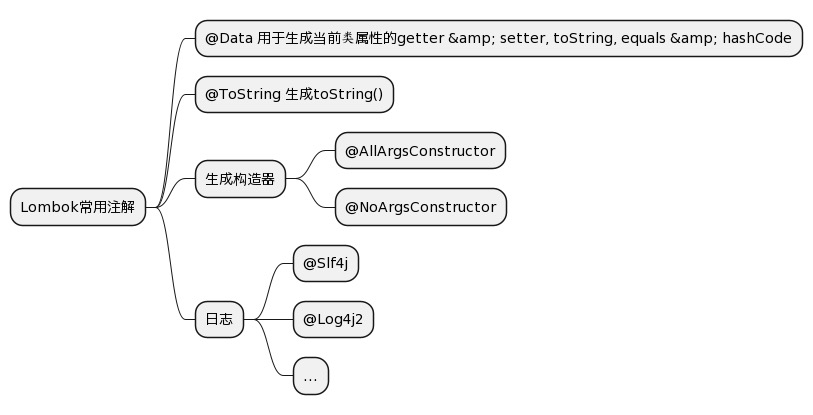 @Data 用于生成当前类属性的getter &amp; setter, toString, equals &amp; hashCode
@ToString 生成toString()
@AllArgsConstructor
生成构造器
@NoArgsConstructor
Lombok常用注解
@Slf4j
日志
@Log4j2
...